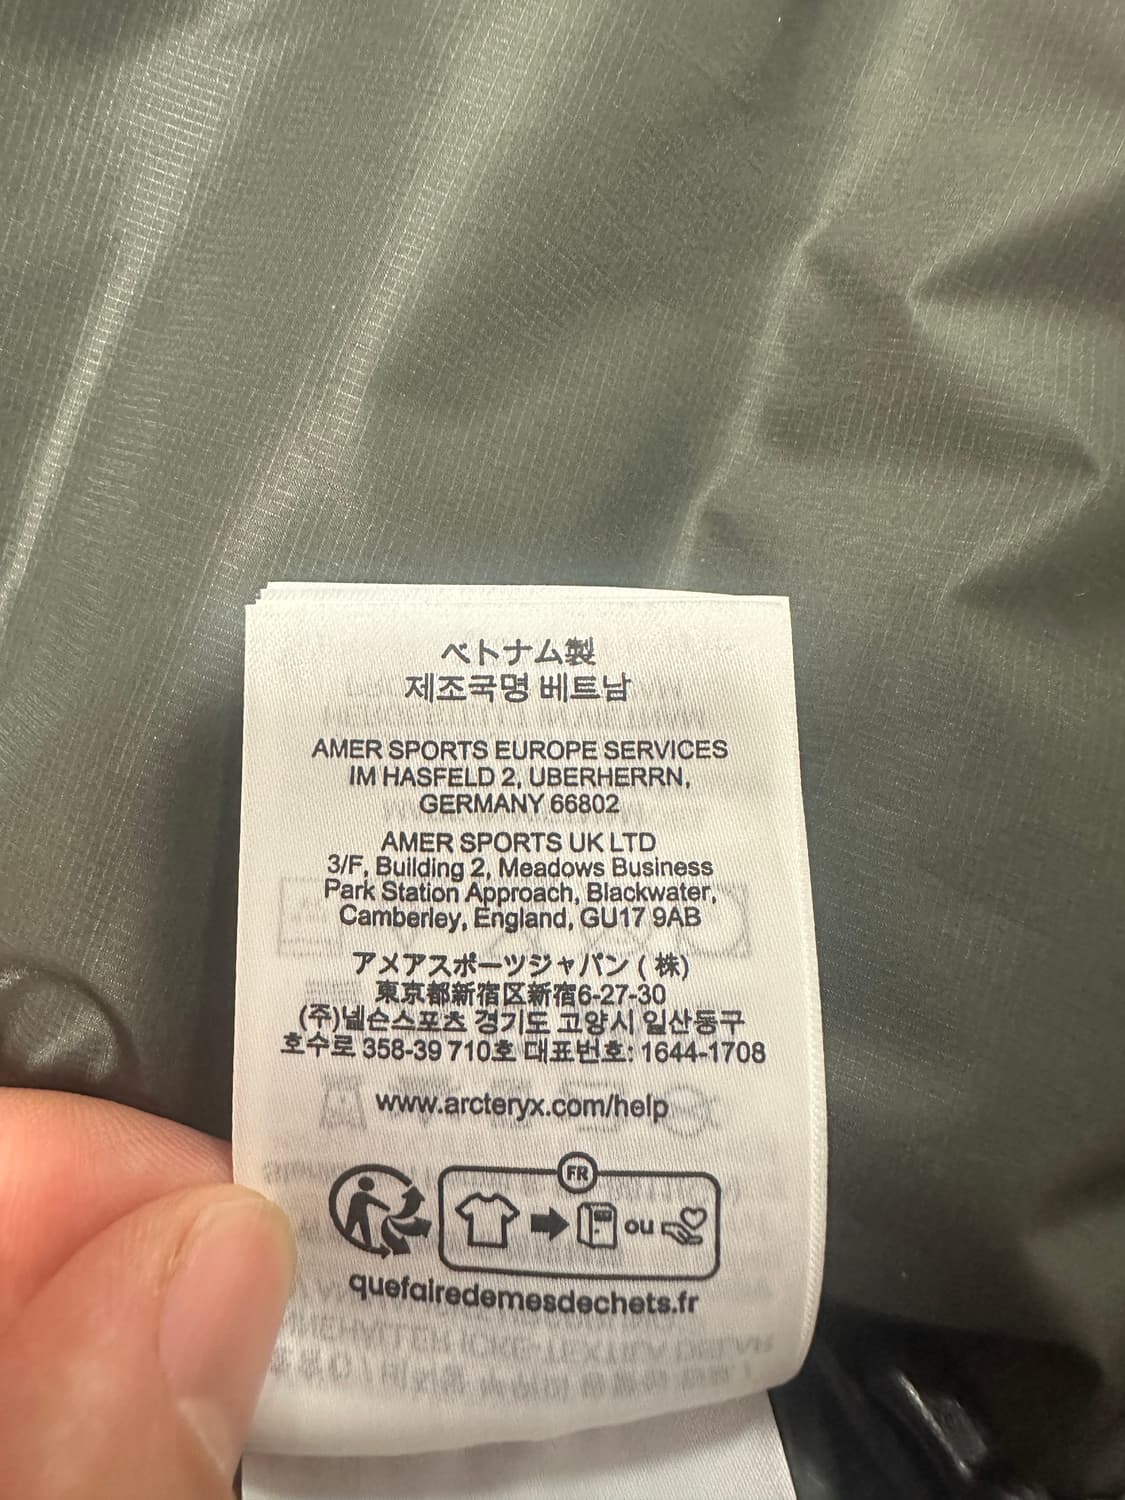 ベトナム製
제조국명 베트남
AMER SPORTS EUROPE SERVICES
IM HASFELD 2, UBERHERRN,
GERMANY 66802
AMER SPORTS UK LTD
3/F, Building 2, Meadows Business
Park Station Approach, Blackwater,
Camberley, England, GU17 9AB
アメアスポーツジャパン (株)
東京都新宿区新宿6-27-30
(주)넬슨스포츠 경기도 고양시 일산동구
호수로 358-39 710호 대표번호: 1644-1708
www.arcteryx.com/help
FR
ou
quefairedemesdechets.fr